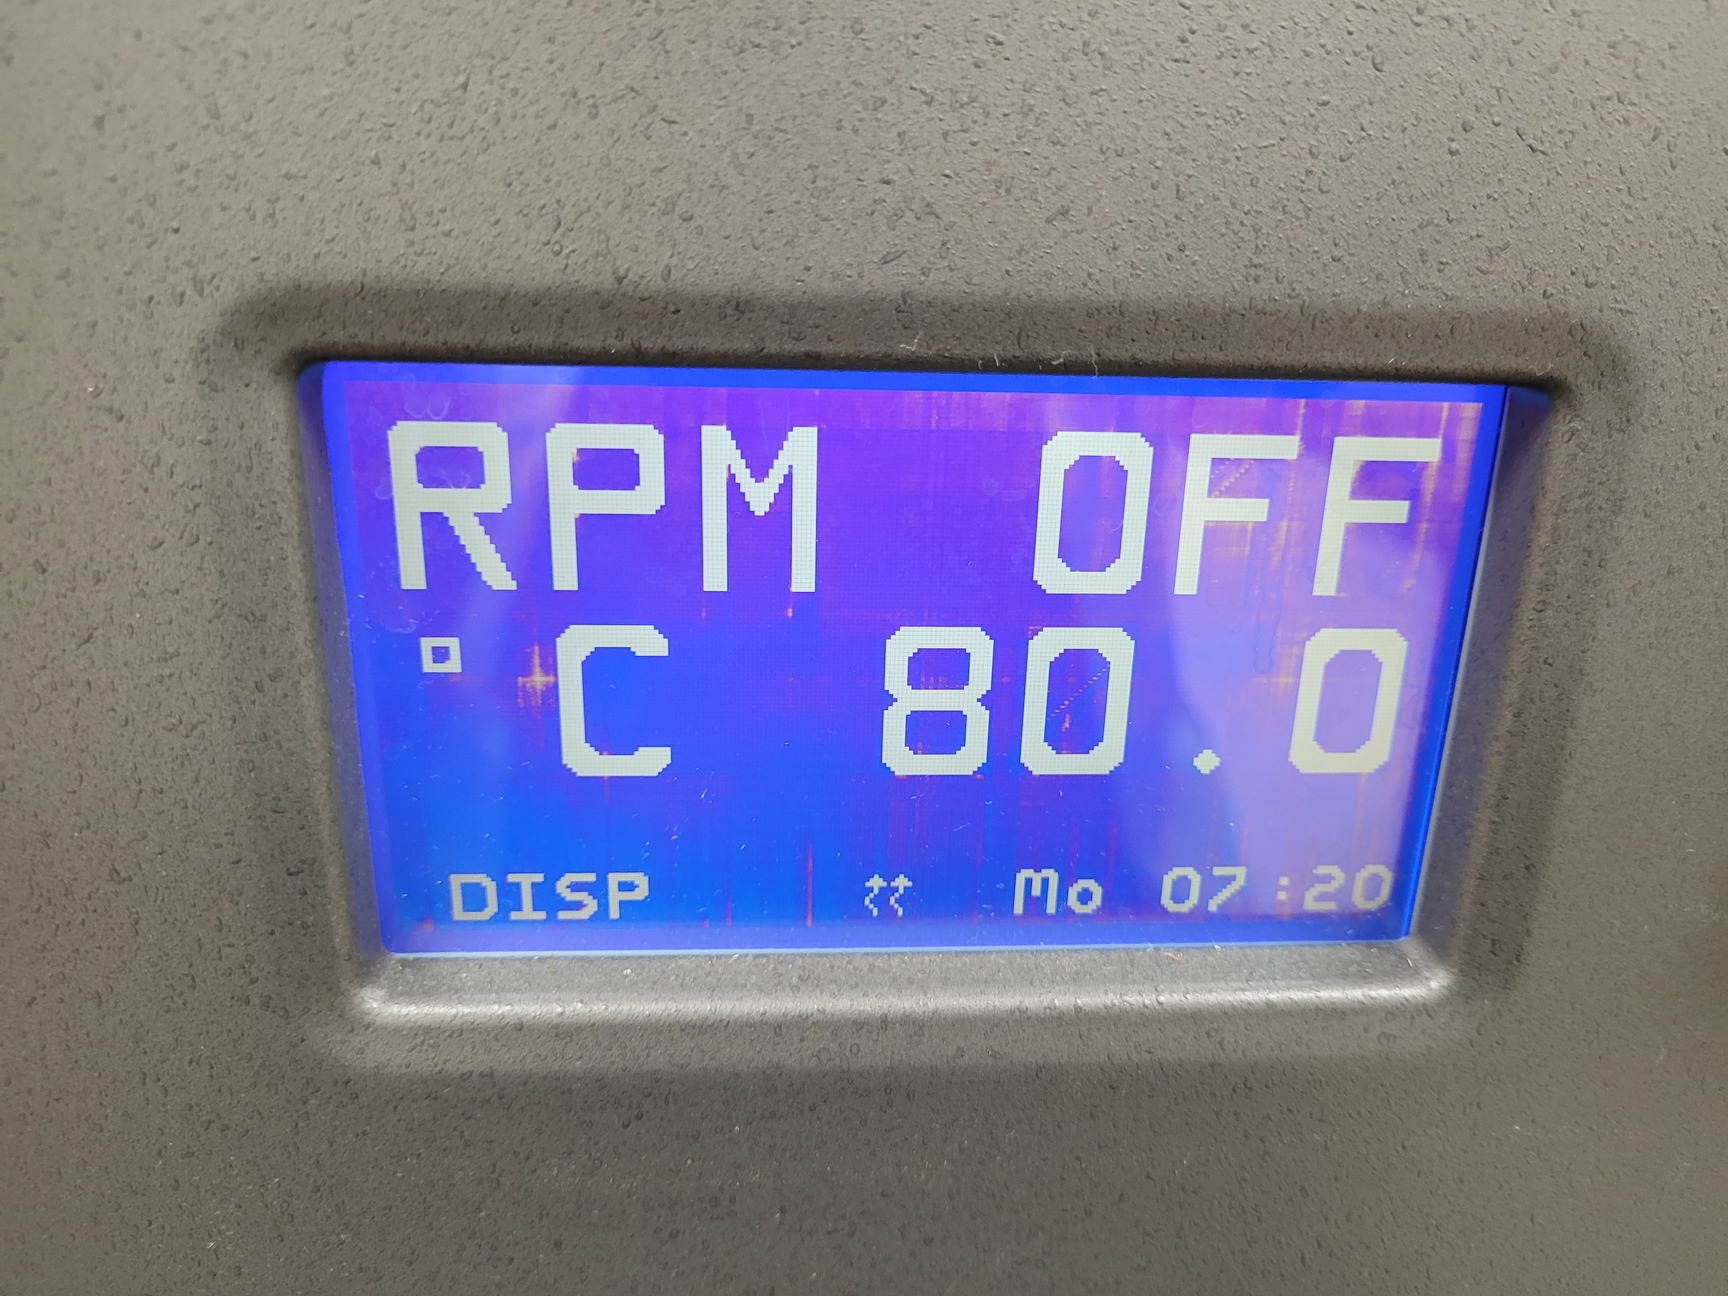 RPM OFF
°C 80.0
DISP Mo 07:20